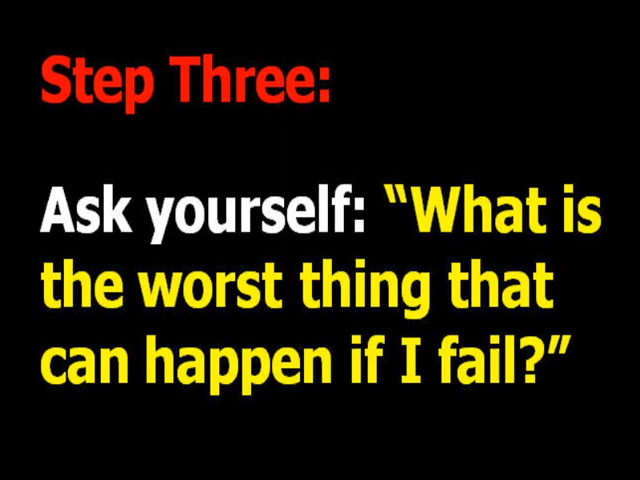 Step Three:
Ask yourself: “What is
the worst thing that
can happen if I fail?”